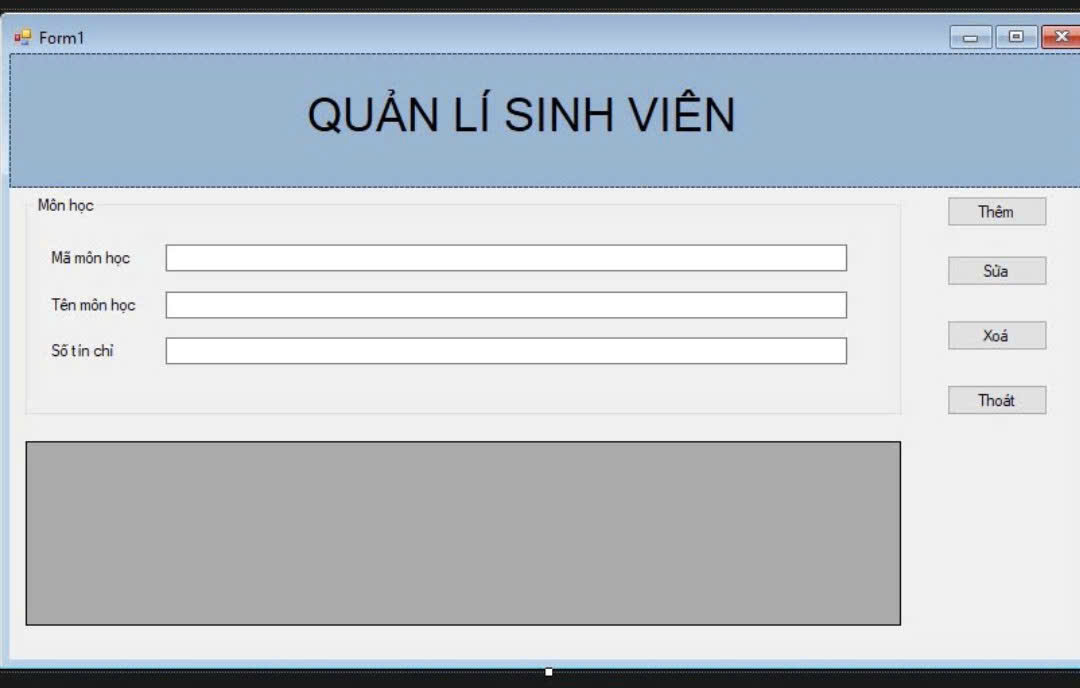 Form1
QUẢN LÍ SINH VIÊN
Môn học
Mã môn học
Tên môn học
Số tín chỉ
Thêm
Sửa
Xoá
Thoát